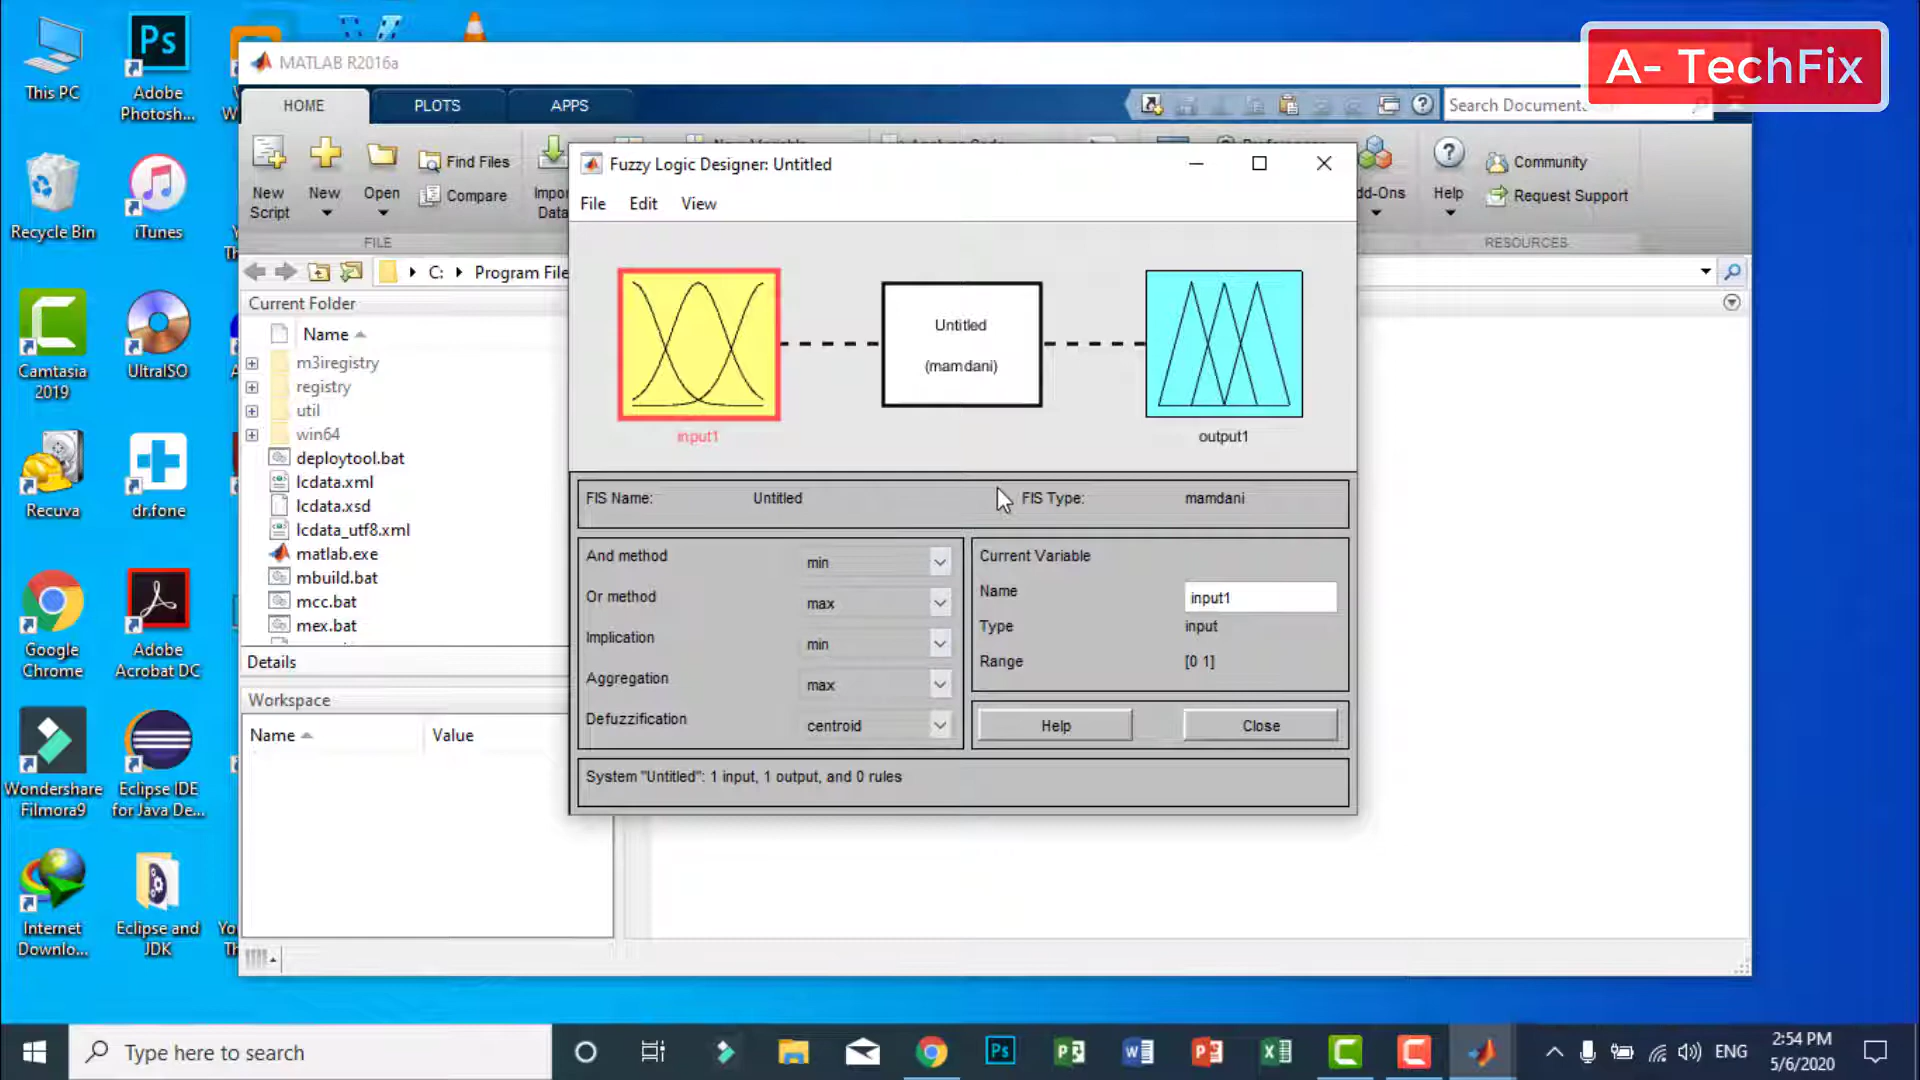 This PC
Ps
Adobe
Photosh...
Recycle Bin
iTunes
Camtasia
2019
UltraISO
Recuva
dr.fone
Google
Chrome
Adobe
Acrobat DC
Wondershare
Filmora9
Eclipse IDE
for Java De...
Internet
Downlo...
Eclipse and
JDK
A- TechFix
MATLAB R2016a
HOME
PLOTS
APPS
Search Document
New
Script
New
Open
Find Files
Compare
Impor
Data
FILE
Help
Community
Request Support
RESOURCES
C:
Program File
Current Folder
Name
m3iregistry
registry
util
win64
deploytool.bat
lcdata.xml
lcdata.xsd
lcdata_utf8.xml
matlab.exe
mbuild.bat
mcc.bat
mex.bat
Details
Workspace
Name
Value
Fuzzy Logic Designer: Untitled
File
Edit
View
Untitled
(mamdani)
input1
output1
FIS Name:
Untitled
FIS Type:
mamdani
And method
min
Or method
max
Implication
min
Aggregation
max
Defuzzification
centroid
Current Variable
Name
input1
Type
input
Range
[0 1]
Help
Close
System "Untitled": 1 input, 1 output, and 0 rules
Type here to search
ENG
2:54 PM
5/6/2020